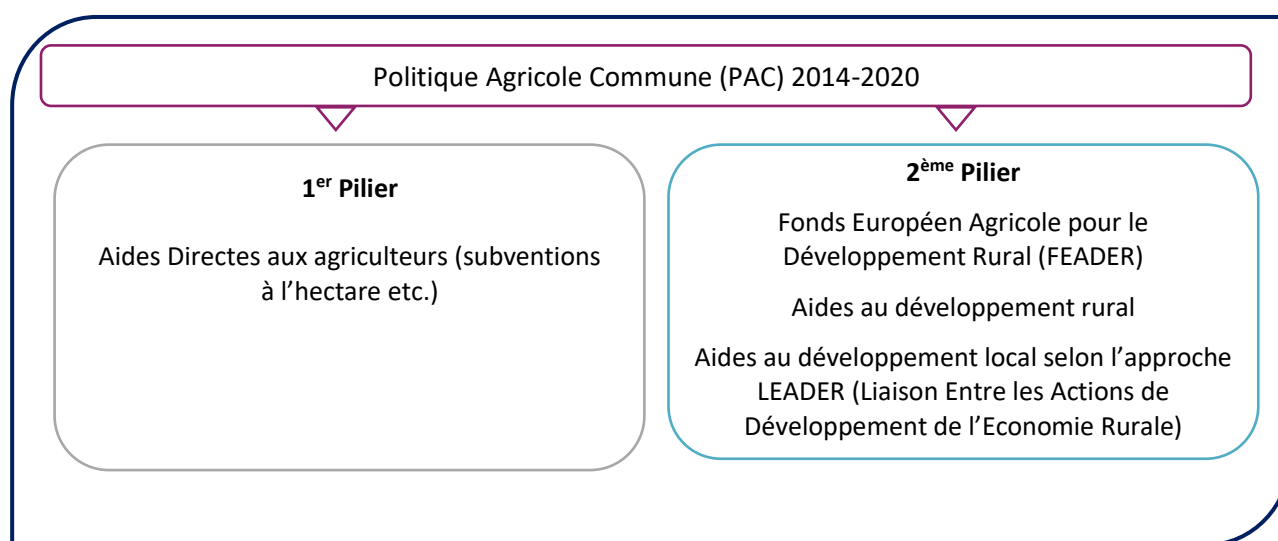 Politique Agricole Commune (PAC) 2014-2020
1er Pilier
Aides Directes aux agriculteurs (subventions
à l’hectare etc.)
2ème Pilier
Fonds Européen Agricole pour le
Développement Rural (FEADER)
Aides au développement rural
Aides au développement local selon l’approche
LEADER (Liaison Entre les Actions de
Développement de l’Economie Rurale)